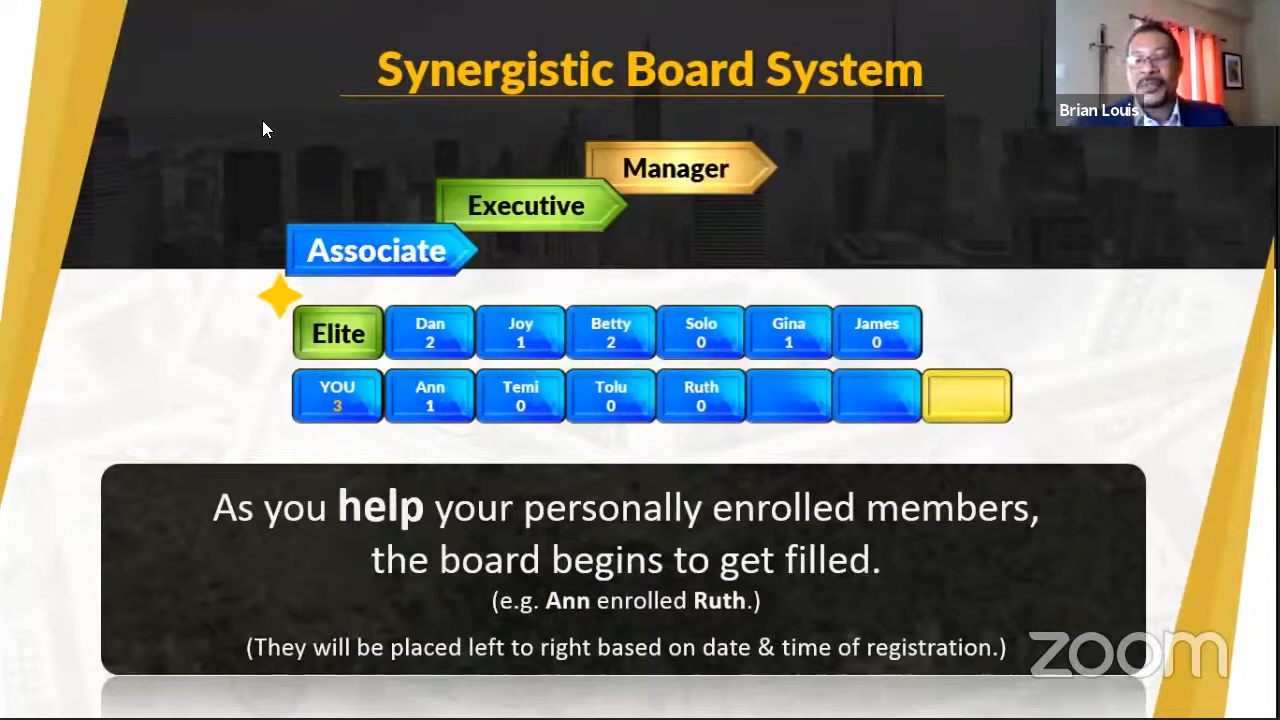 Synergistic Board System
Brian Louis
Manager
Executive
Associate
Elite
Dan
2
Joy
1
Betty
2
Solo
0
Gina
1
James
0
YOU
3
Ann
1
Temi
0
Tolu
0
Ruth
0
As you help your personally enrolled members,
the board begins to get filled.
(e.g. Ann enrolled Ruth.)
(They will be placed left to right based on date & time of registration.)
zoom